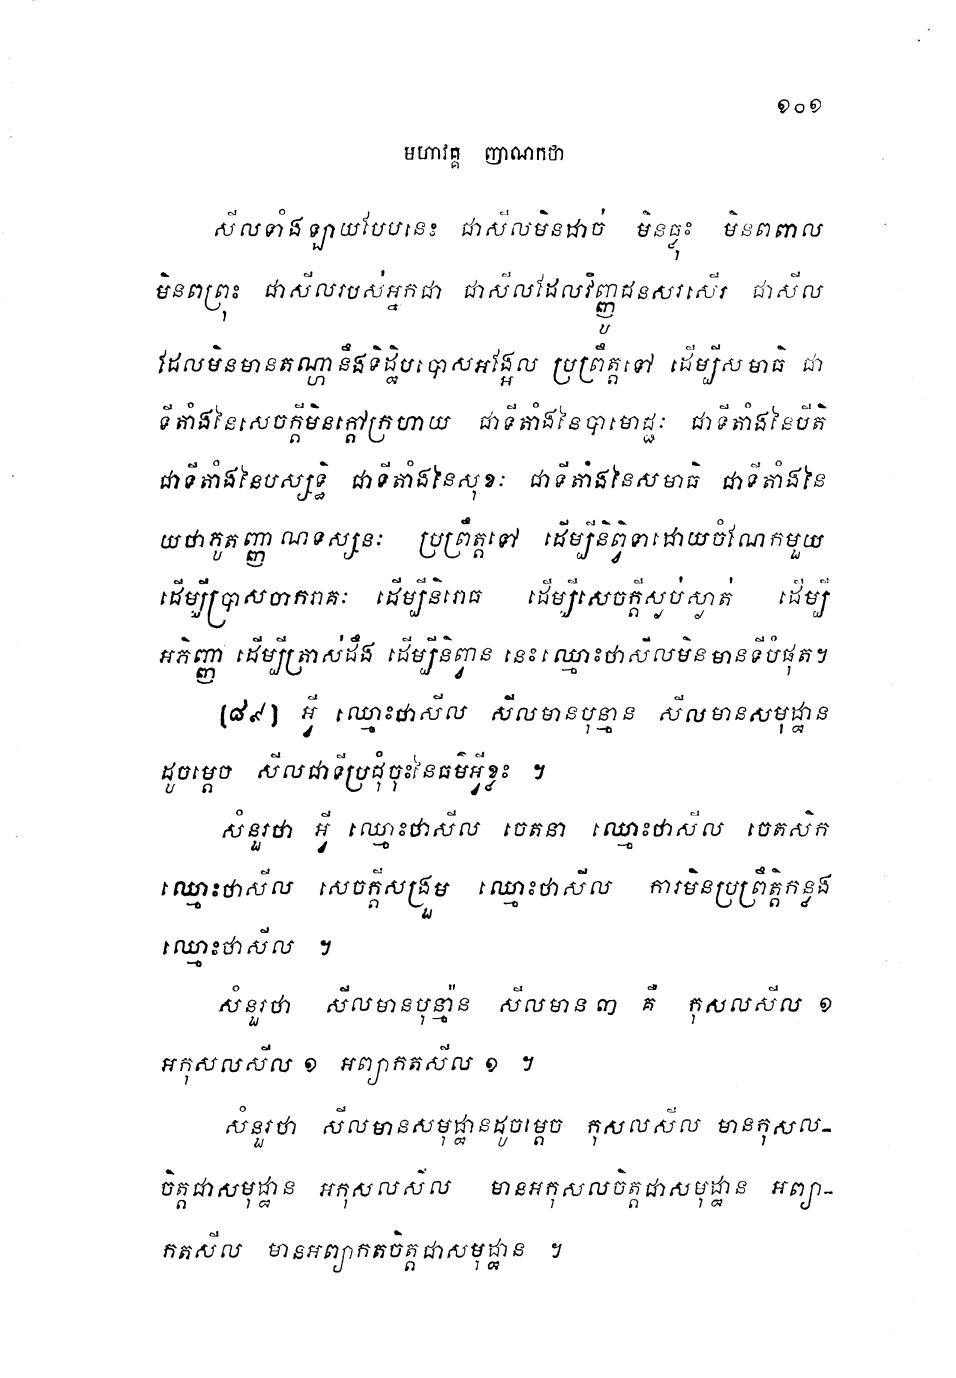 ១០១
មហាវគ្គ ញាណកថា
សីលទាំងឡាយបែបនេះ ជាសីលមិនដាច់ មិនធ្លុះ មិនពពាល
មិនពព្រុះ ជាសីលរបស់អ្នកជា ជាសីលដែលវិញ្ញូជនសរសើរ ជាសីល
ដែលមិនមានតណ្ហានឹងទិដ្ឋិបបោសអង្អែល ប្រព្រឹត្តទៅ ដើម្បីសមាធិ ជា
ទីតាំងនៃសេចក្តីមិនក្តៅក្រហាយ ជាទីតាំងនៃបាមោជ្ជៈ ជាទីតាំងនៃបីតិ
ជាទីតាំងនៃបស្សទ្ធិ ជាទីតាំងនៃសុខៈ ជាទីតាំងនៃសមាធិ ជាទីតាំងនៃ
យថាភូតញ្ញាណទស្សនៈ ប្រព្រឹត្តទៅ ដើម្បីនិព្វិទាដោយចំណែកមួយ
ដើម្បីប្រាសចាករាគៈ ដើម្បីនិរោធ ដើម្បីសេចក្តីស្ងប់ស្ងាត់ ដើម្បី
អភិញ្ញា ដើម្បីត្រាស់ដឹង ដើម្បីនិព្វាន នេះឈ្មោះថាសីលមិនមានទីបំផុត។
(៨៩) អ្វី ឈ្មោះថាសីល សីលមានបុន្មាន សីលមានសមុដ្ឋាន
ដូចម្តេច សីលជាទីប្រជុំចុះនៃធម៌អ្វីខ្លះ ។
សំនួរថា អ្វី ឈ្មោះថាសីល ចេតនា ឈ្មោះថាសីល ចេតសិក
ឈ្មោះថាសីល សេចក្តីសង្រួម ឈ្មោះថាសីល ការមិនប្រព្រឹត្តិកន្លង
ឈ្មោះថាសីល ។
សំនួរថា សីលមានបុន្ម៉ាន សីលមាន ៣ គឺ កុសលសីល ១
អកុសលសីល ១ អព្យាកតសីល ១ ។
សំនួរថា សីលមានសមុដ្ឋានដូចម្តេច កុសលសីល មានកុសល-
ចិត្តជាសមុដ្ឋាន អកុសលសីល មានអកុសលចិត្តជាសមុដ្ឋាន អព្យា-
កតសីល មានអព្យាកតចិត្តជាសមុដ្ឋាន ។